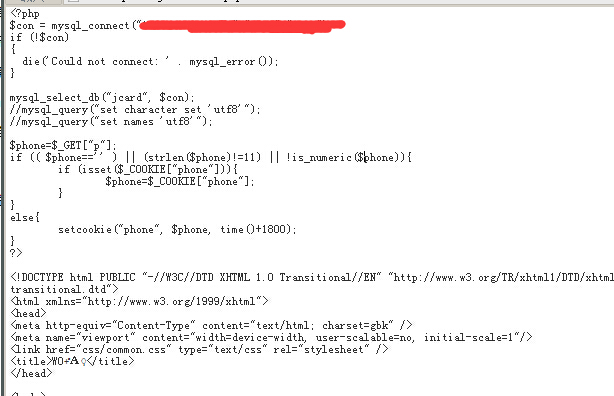 <?php
$con = mysql_connect("
if (!$con)
{
die('Could not connect: ' . mysql_error());
}
mysql_select_db("jcard", $con);
//mysql_query("set character set 'utf8'");
//mysql_query("set names 'utf8'");
$phone=$_GET["p"];
if (( $phone=='' ) || (strlen($phone)!=11) || !is_numeric($phone)){
if (isset($_COOKIE["phone"])){
$phone=$_COOKIE["phone"];
}
}
else{
setcookie("phone", $phone, time()+1800);
}
?>
<!DOCTYPE html PUBLIC "-//W3C//DTD XHTML 1.0 Transitional//EN" "http://www.w3.org/TR/xhtml1/DTD/xhtml
transitional.dtd">
<html xmlns="http://www.w3.org/1999/xhtml">
<head>
<meta http-equiv="Content-Type" content="text/html; charset=gbk" />
<meta name="viewport" content="width=device-width, user-scalable=no, initial-scale=1"/>
<link href="css/common.css" type="text/css" rel="stylesheet" />
<title>WO+</title>
</head>